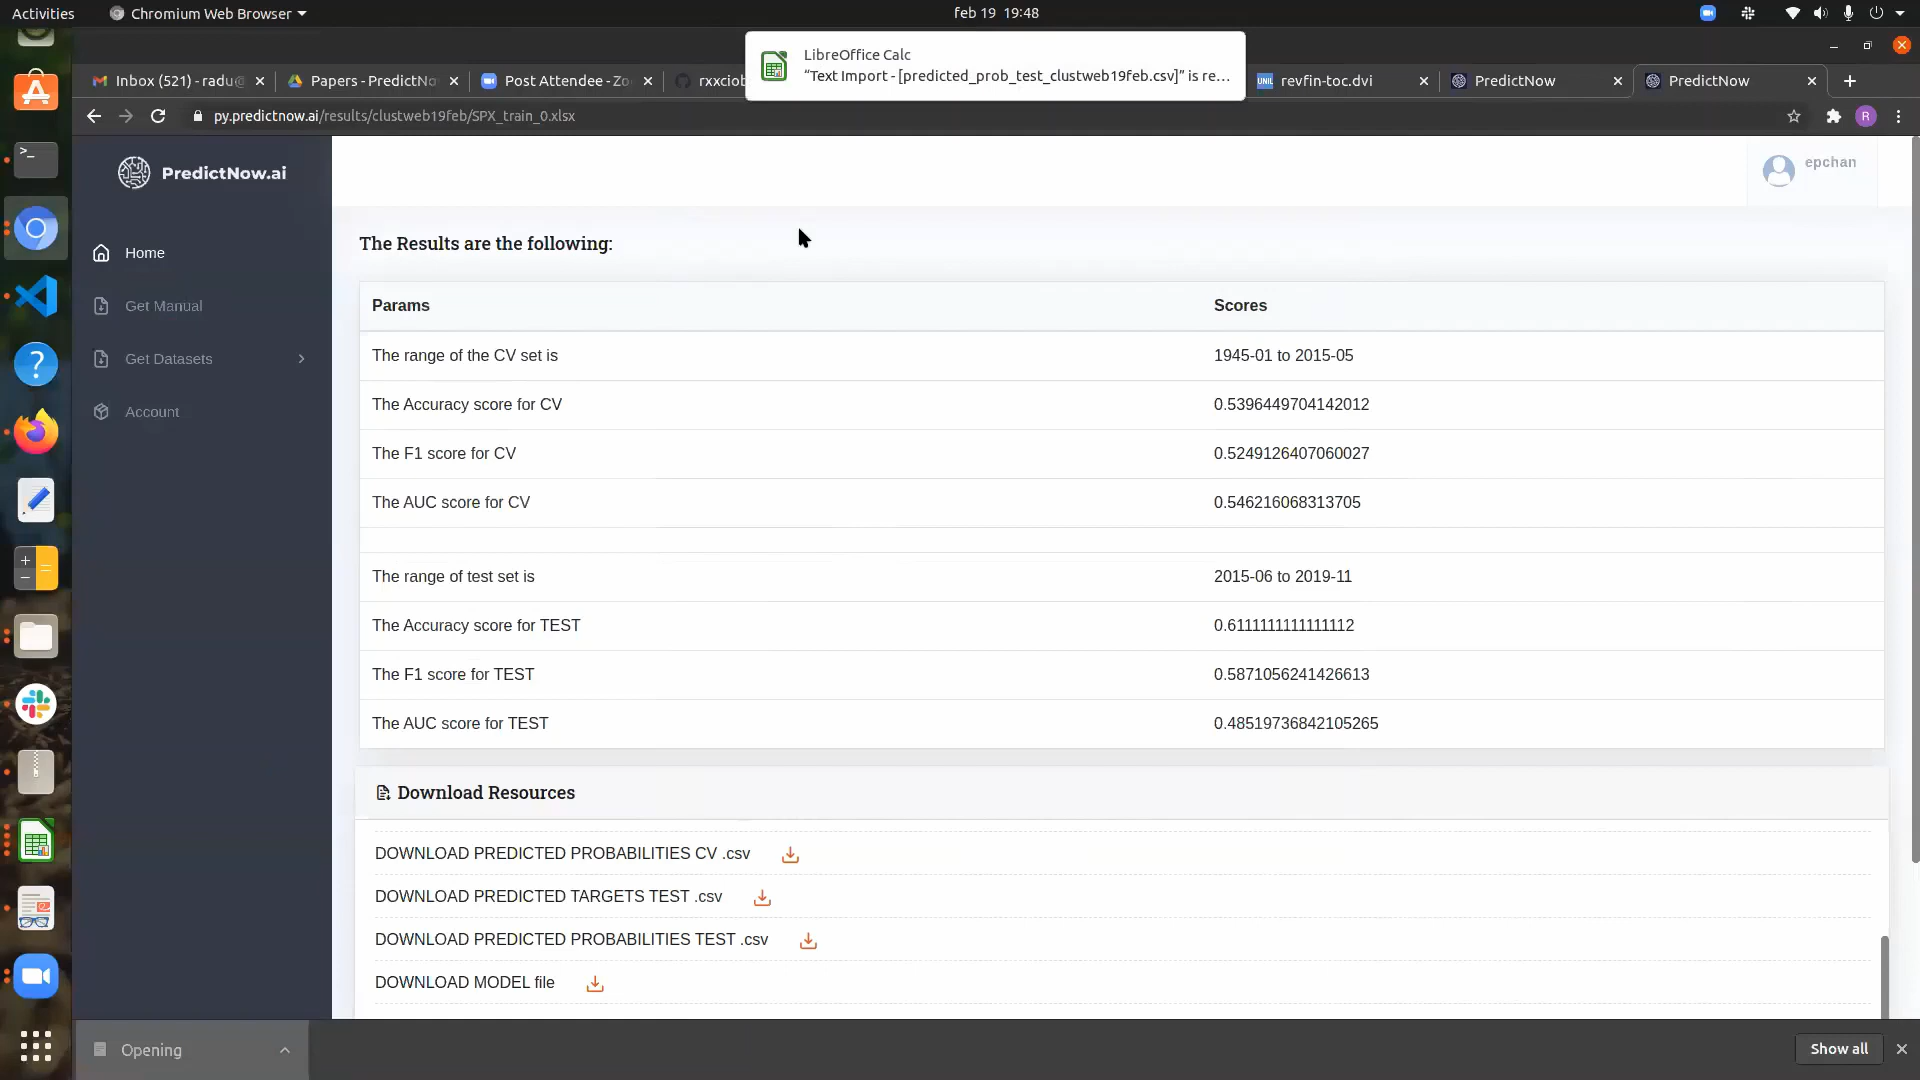 Activities
Chromium Web Browser
feb 19 19:48
LibreOffice Calc
“Text Import - [predicted_prob_test_clustweb19feb.csv]” is re…
Inbox (521) - radu@
Papers - PredictNo
Post Attendee - Zo
rxxciob
revfin-toc.dvi
PredictNow
PredictNow
py.predictnow.ai/results/clustweb19feb/SPX_train_0.xlsx
R
PredictNow.ai
epchan
Home
Get Manual
Get Datasets
Account
The Results are the following:
Params Scores
The range of the CV set is 1945-01 to 2015-05
The Accuracy score for CV 0.5396449704142012
The F1 score for CV 0.5249126407060027
The AUC score for CV 0.546216068313705
The range of test set is 2015-06 to 2019-11
The Accuracy score for TEST 0.6111111111111112
The F1 score for TEST 0.5871056241426613
The AUC score for TEST 0.48519736842105265
Download Resources
DOWNLOAD PREDICTED PROBABILITIES CV .csv
DOWNLOAD PREDICTED TARGETS TEST .csv
DOWNLOAD PREDICTED PROBABILITIES TEST .csv
DOWNLOAD MODEL file
Opening
Show all